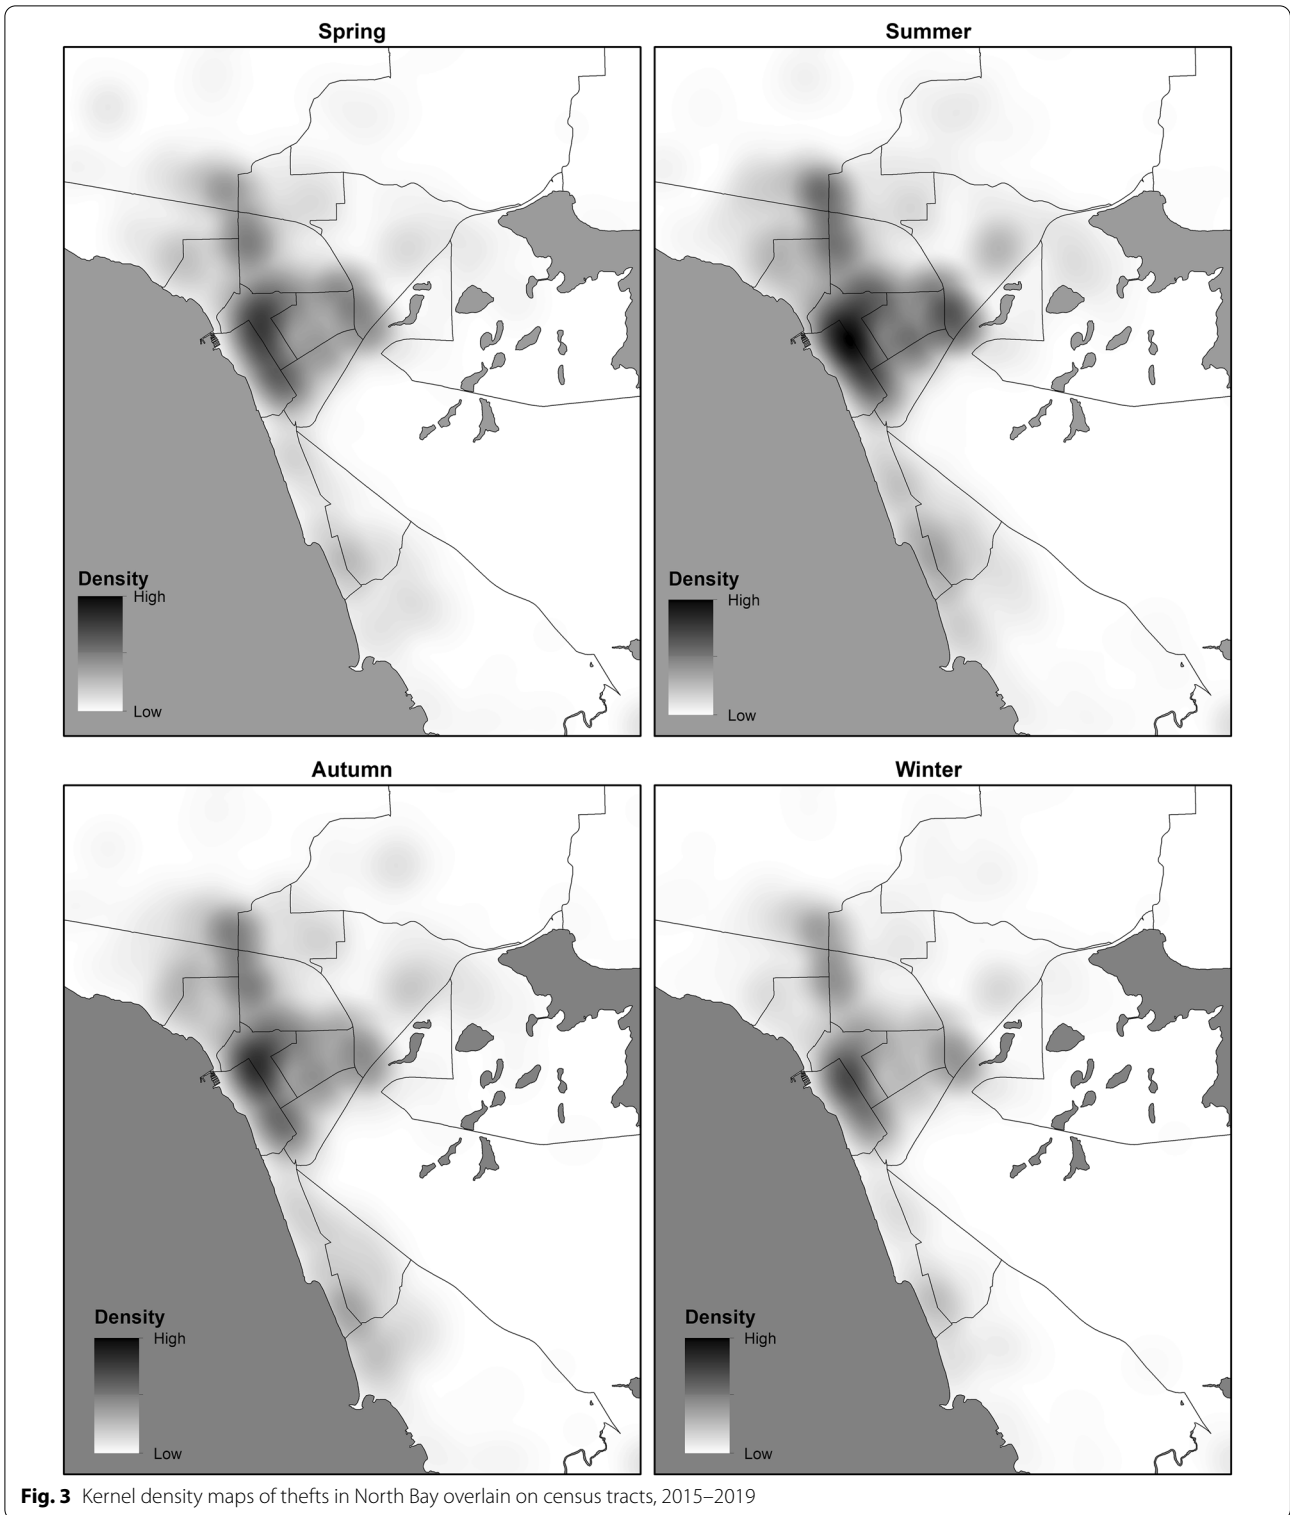 Spring
Summer
Density
High
Low
Density
High
Low
Autumn
Winter
Density
High
Low
Density
High
Low
Fig. 3 Kernel density maps of thefts in North Bay overlain on census tracts, 2015–2019